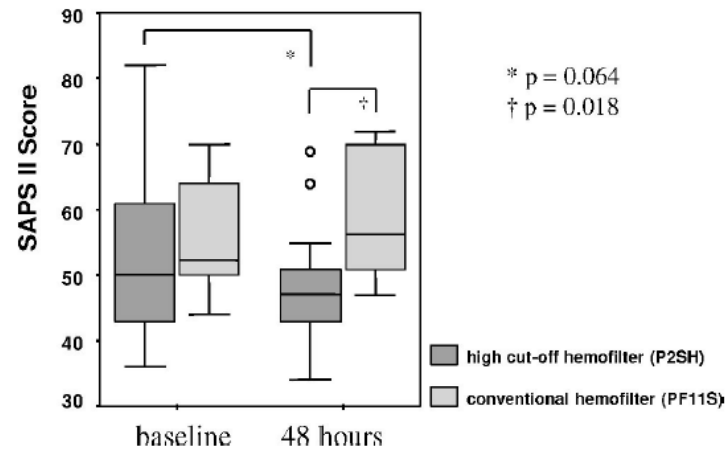 90
80
70
60
50
40
30
SAPS II Score
*
†
* p = 0.064
† p = 0.018
high cut-off hemofilter (P2SH)
conventional hemofilter (PF11S)
baseline
48 hours